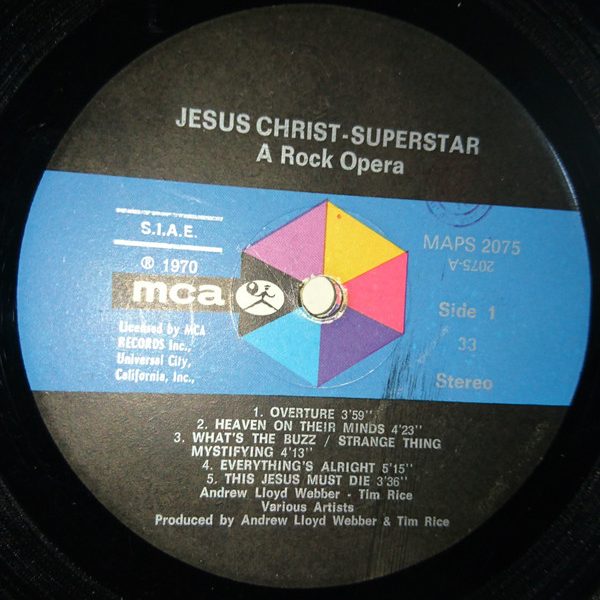 JESUS CHRIST-SUPERSTAR
A Rock Opera
S.I.A.E.
℗ 1970
mca
Licensed by MCA
RECORDS Inc.,
Universal City,
California, Inc.,
MAPS 2075
2075-A
Side 1
33
Stereo
1. OVERTURE 3'59''
2. HEAVEN ON THEIR MINDS 4'23''
3. WHAT'S THE BUZZ / STRANGE THING
MYSTIFYING 4'13''
4. EVERYTHING'S ALRIGHT 5'15''
5. THIS JESUS MUST DIE 3'36''
Andrew Lloyd Webber - Tim Rice
Various Artists
Produced by Andrew Lloyd Webber & Tim Rice